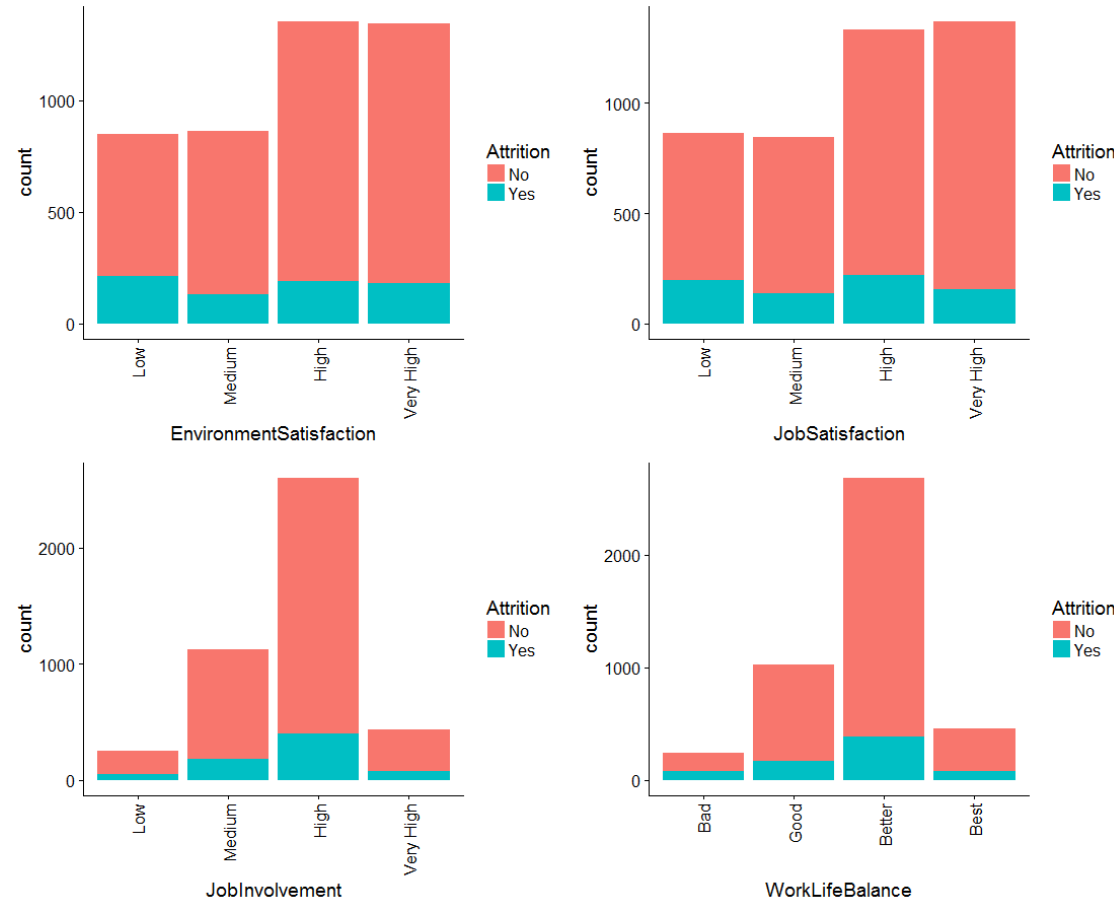 count
1000
500
0
Low
Medium
High
Very High
EnvironmentSatisfaction
Attrition
No
Yes
count
1000
500
0
Low
Medium
High
Very High
JobSatisfaction
Attrition
No
Yes
count
2000
1000
0
Low
Medium
High
Very High
JobInvolvement
Attrition
No
Yes
count
2000
1000
0
Bad
Good
Better
Best
WorkLifeBalance
Attrition
No
Yes